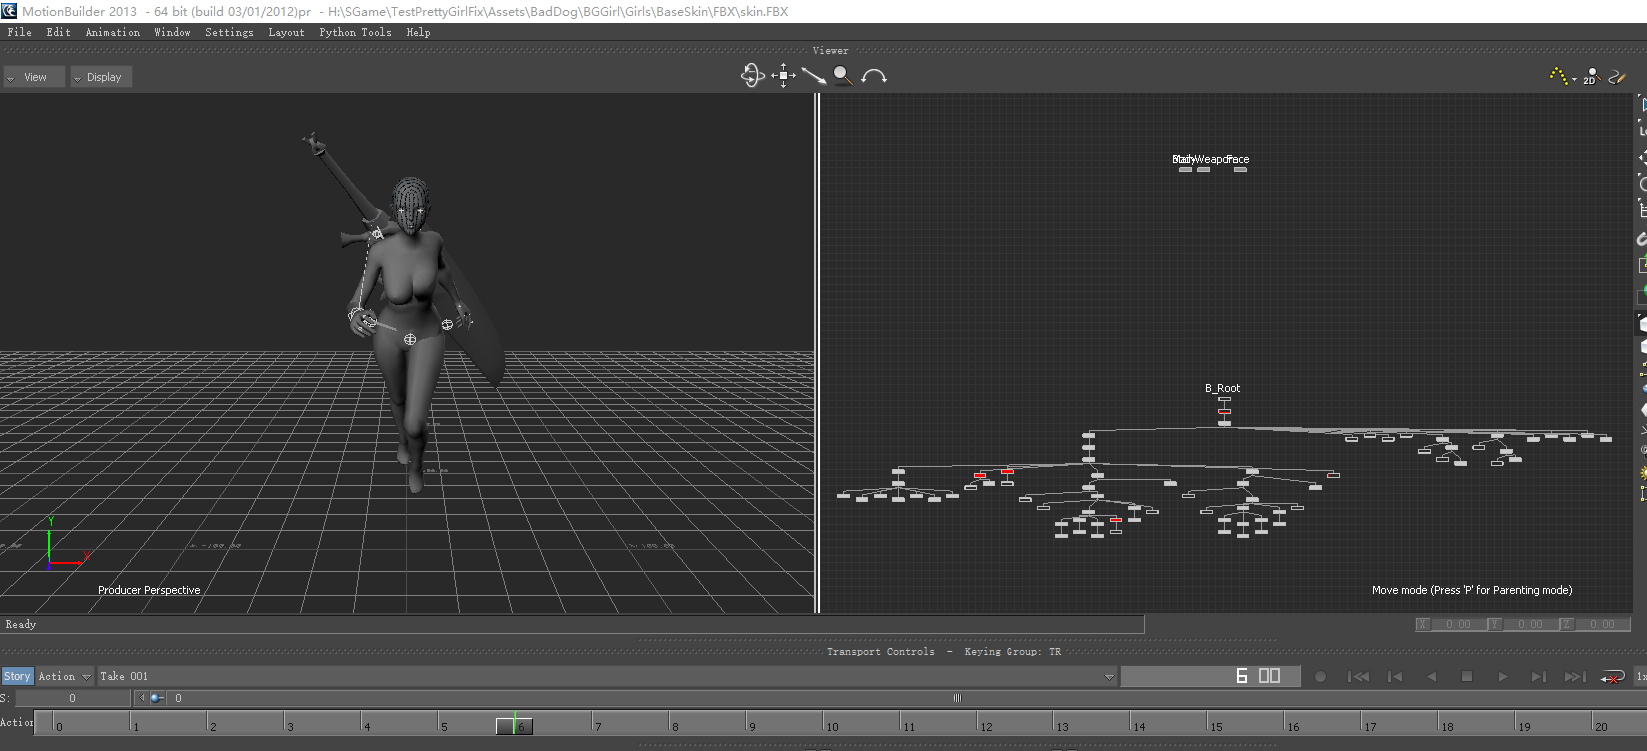 MotionBuilder 2013 - 64 bit (build 03/01/2012)pr - H:\SGame\TestPrettyGirlFix\Assets\BadDog\BGGirl\Girls\BaseSkin\FBX\skin.FBX
File Edit Animation Window Settings Layout Python Tools Help
Viewer
View Display
2D
B_Root
Y
X
Producer Perspective
Move mode (Press 'P' for Parenting mode)
Ready
X 0.00 Y 0.00 Z 0.00
Transport Controls - Keying Group: TR
Story Action Take 001 6 00 1x
S: 0 0
Action 0 1 2 3 4 5 6 7 8 9 10 11 12 13 14 15 16 17 18 19 20